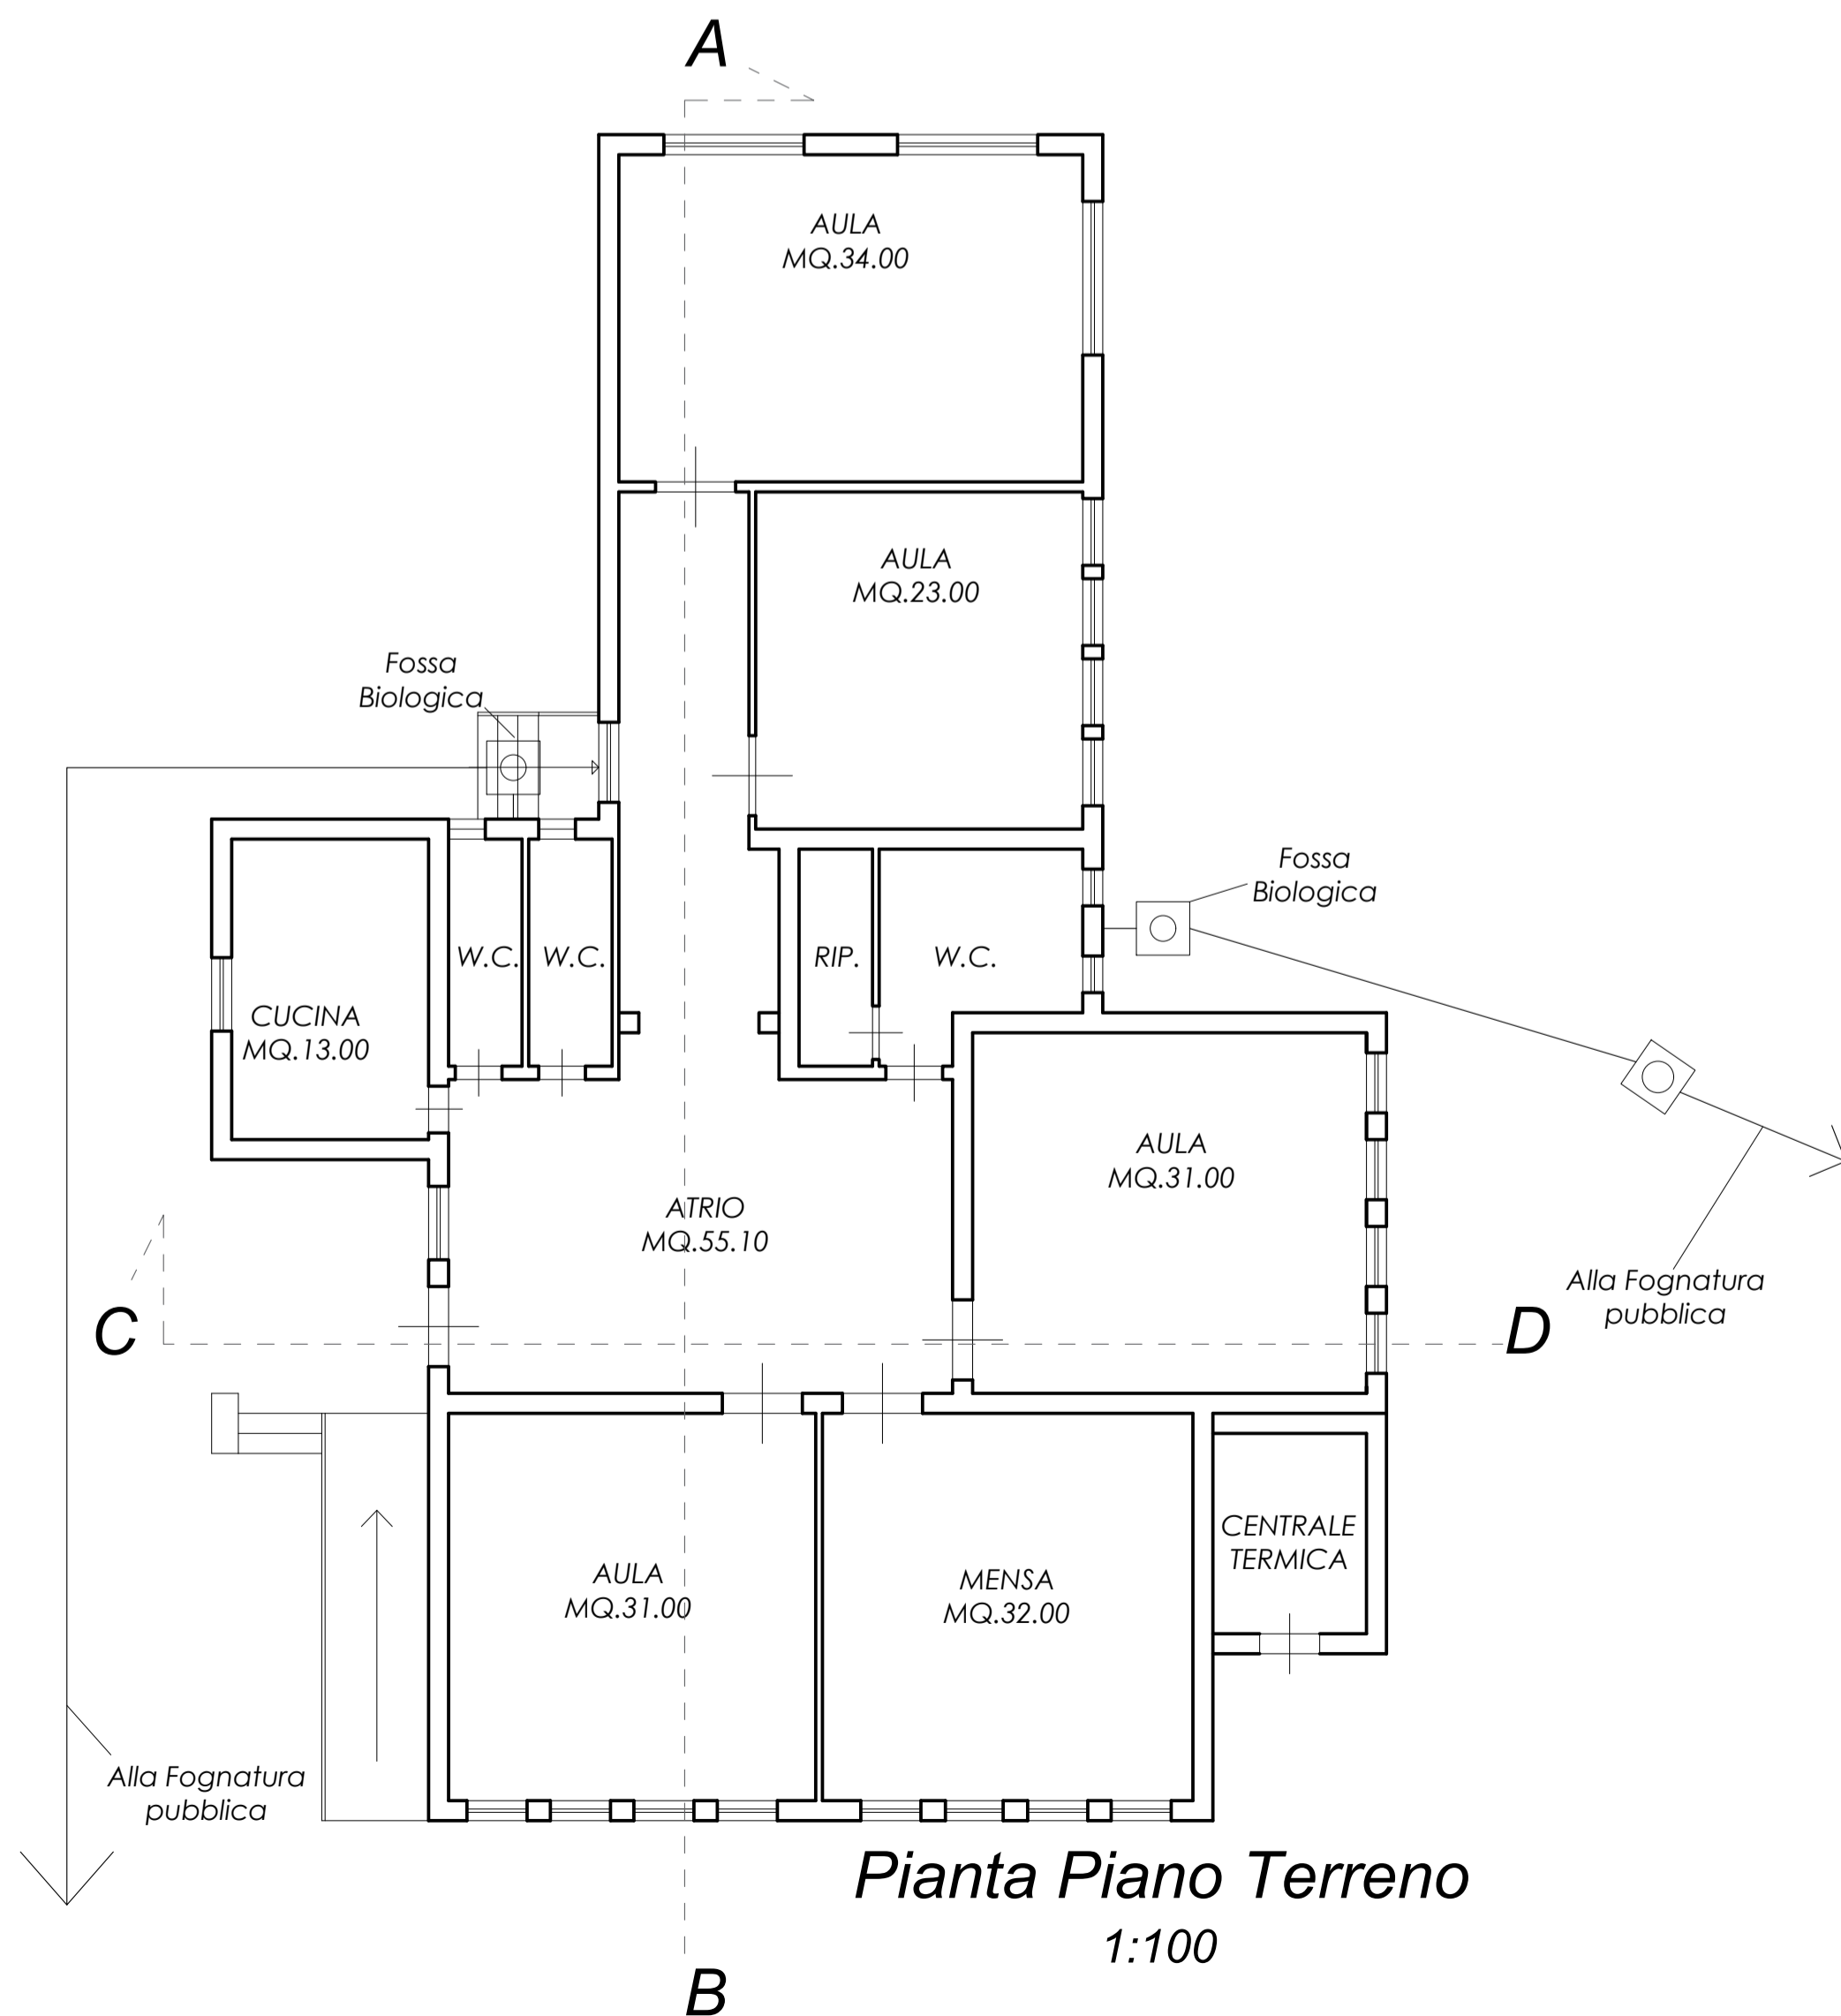 A
AULA
MQ.34.00
AULA
MQ.23.00
Fossa
Biologica
Fossa
Biologica
W.C.
W.C.
RIP.
W.C.
CUCINA
MQ.13.00
AULA
MQ.31.00
ATRIO
MQ.55.10
C
D
Alla Fognatura
pubblica
CENTRALE
TERMICA
AULA
MQ.31.00
MENSA
MQ.32.00
Alla Fognatura
pubblica
Pianta Piano Terreno
1:100
B